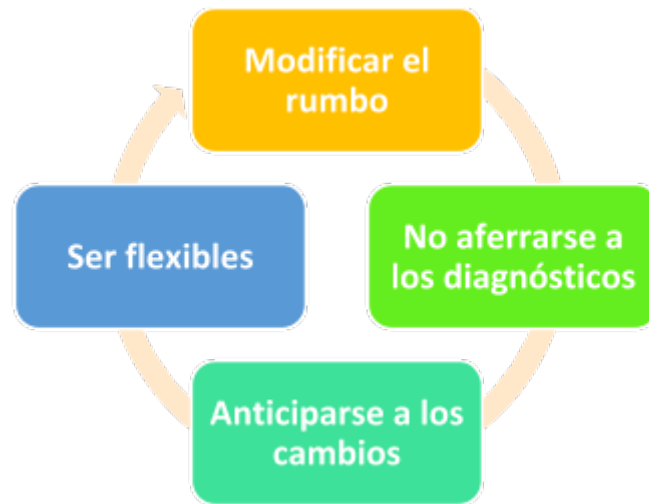 Modificar el
rumbo
No aferrarse a
los diagnósticos
Anticiparse a los
cambios
Ser flexibles